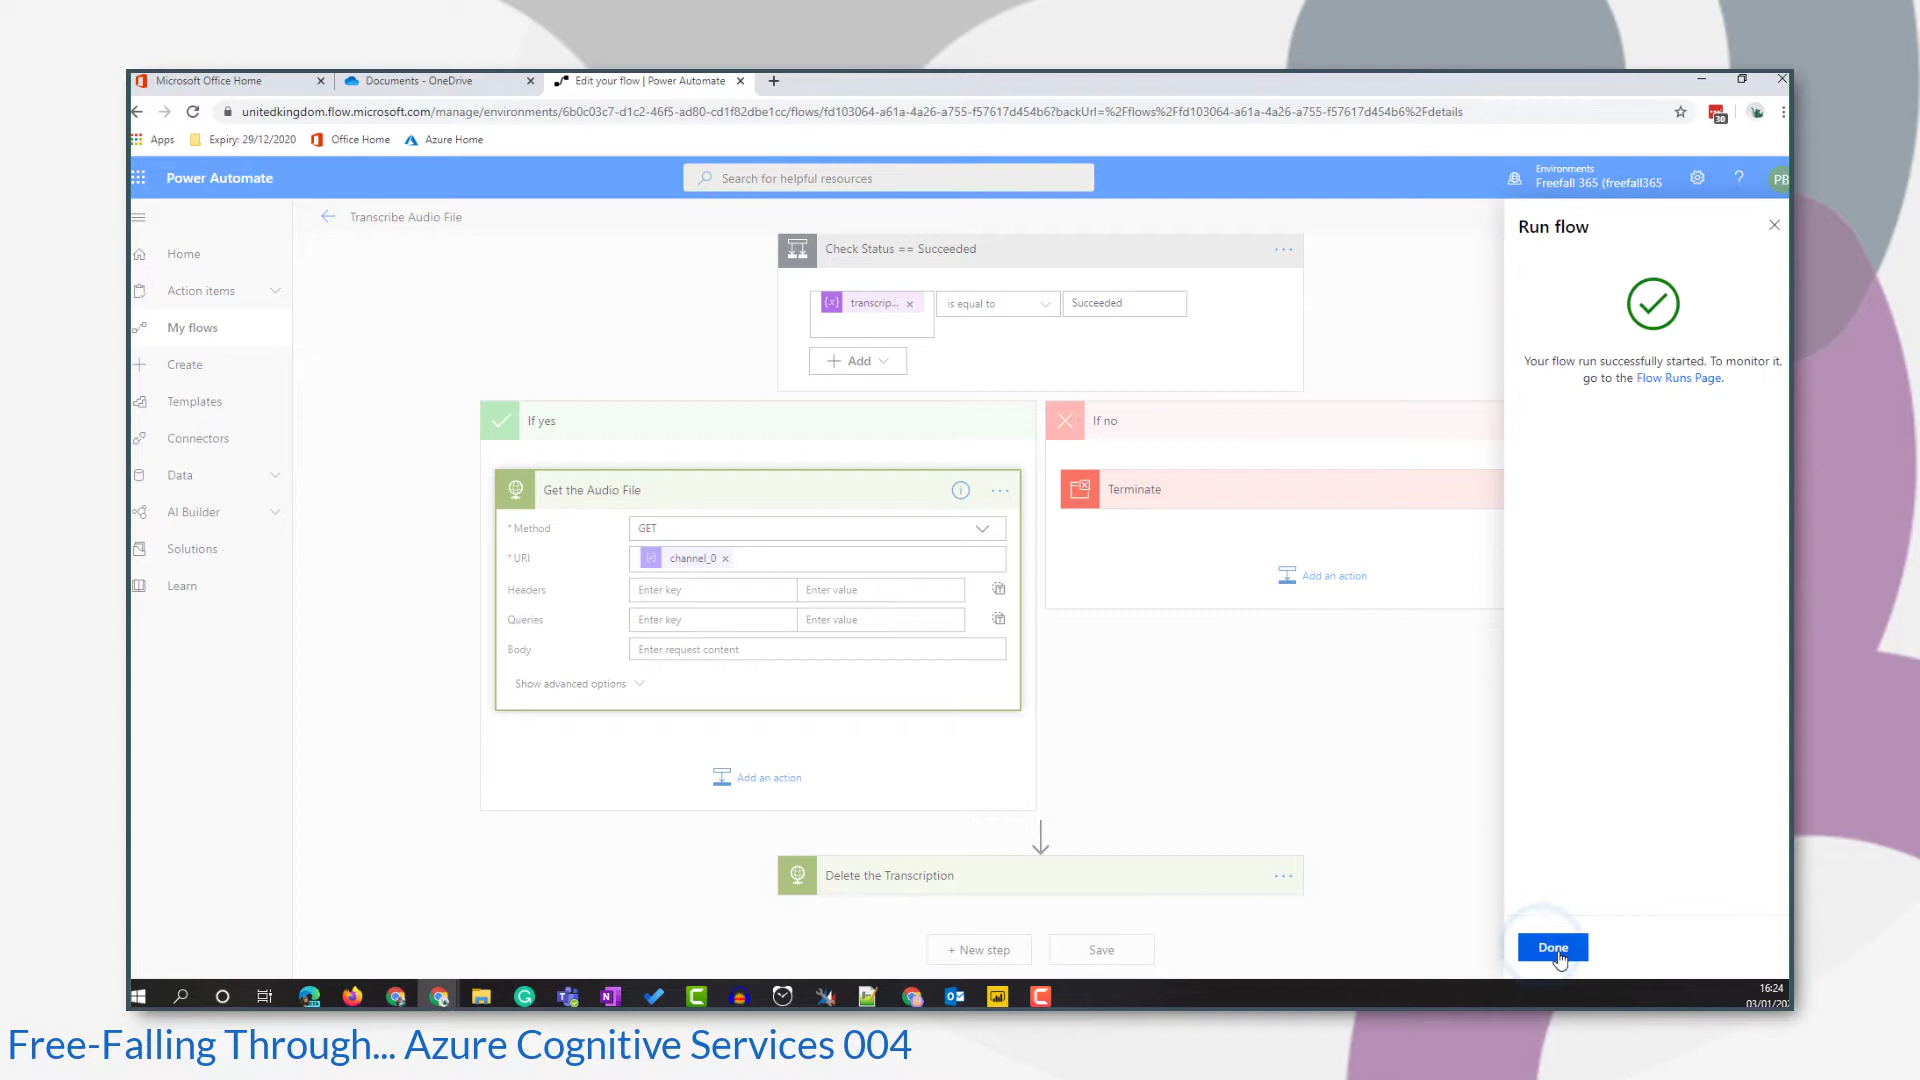 Microsoft Office Home
Documents - OneDrive
Edit your flow | Power Automate
unitedkingdom.flow.microsoft.com/manage/environments/6b0c03c7-d1c2-46f5-ad80-cd1f82dbe1cc/flows/fd103064-a61a-4a26-a755-f57617d454b6?backUrl=%2Fflows%2Ffd103064-a61a-4a26-a755-f57617d454b6%2Fdetails
30
Apps
Expiry: 29/12/2020
Office Home
Azure Home
Power Automate
Search for helpful resources
Environments
Freefall 365 (freefall365
PB
Home
Action items
My flows
Create
Templates
Connectors
Data
AI Builder
Solutions
Learn
Transcribe Audio File
Check Status == Succeeded
transcrip...
is equal to
Succeeded
Add
If yes
Get the Audio File
* Method
GET
* URI
channel_0
Headers
Enter key
Enter value
Queries
Enter key
Enter value
Body
Enter request content
Show advanced options
Add an action
If no
Terminate
Add an action
Delete the Transcription
+ New step
Save
Run flow
Your flow run successfully started. To monitor it,
go to the Flow Runs Page.
Done
16:24
03/01/202
Free-Falling Through... Azure Cognitive Services 004